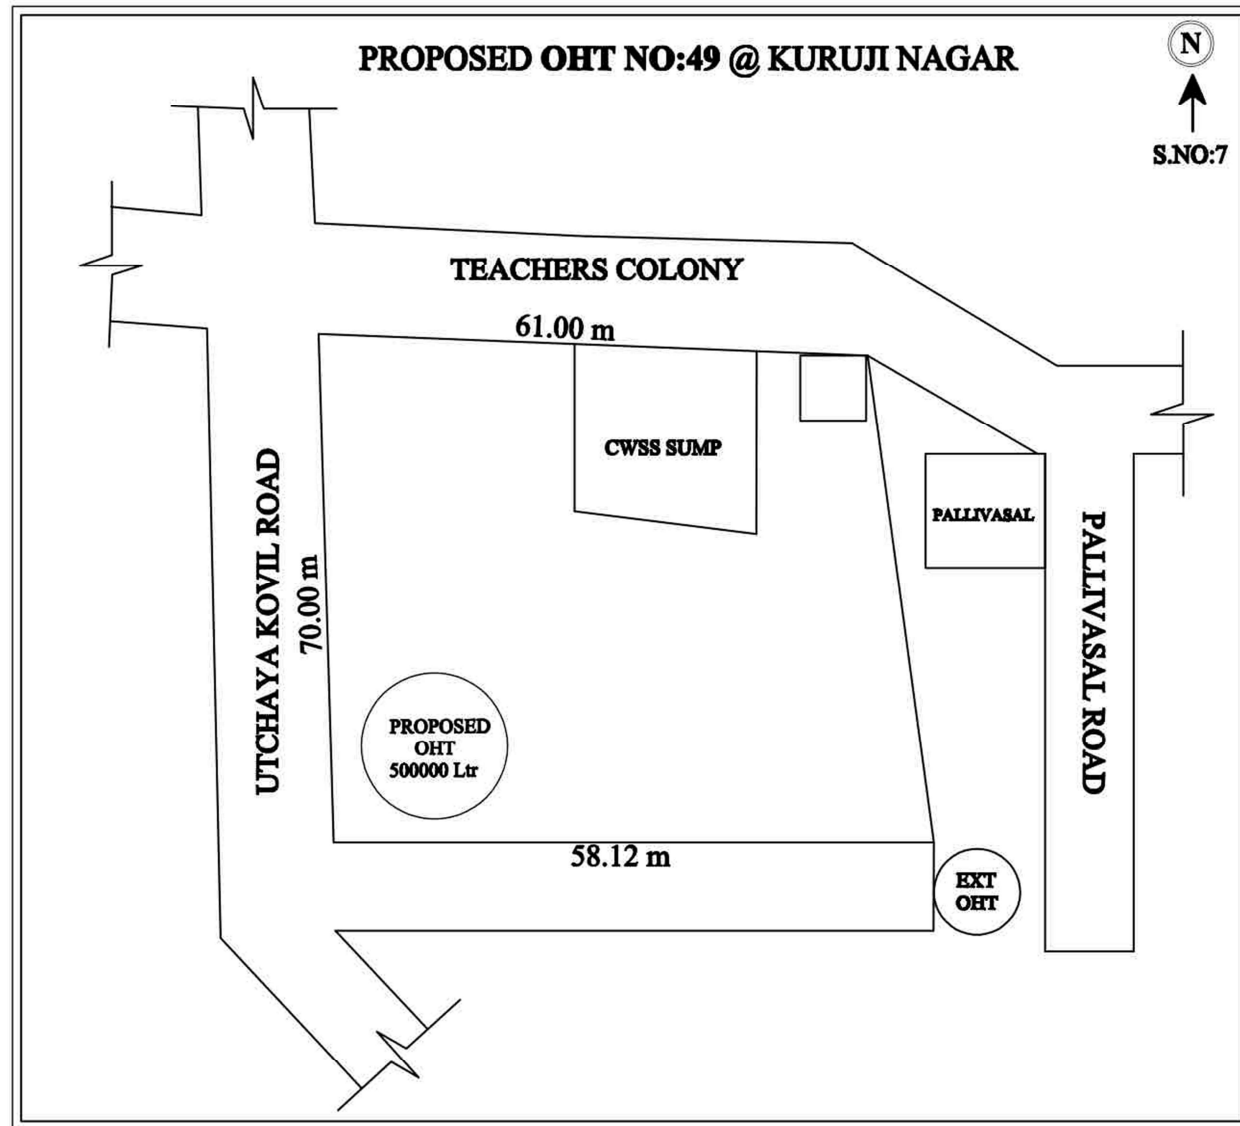 PROPOSED OHT NO:49 @ KURUJI NAGAR
N
S.NO:7
TEACHERS COLONY
61.00 m
CWSS SUMP
PALLIVASAL
UTCHAYA KOVIL ROAD
70.00 m
PALLIVASAL ROAD
PROPOSED
OHT
500000 Ltr
58.12 m
EXT
OHT